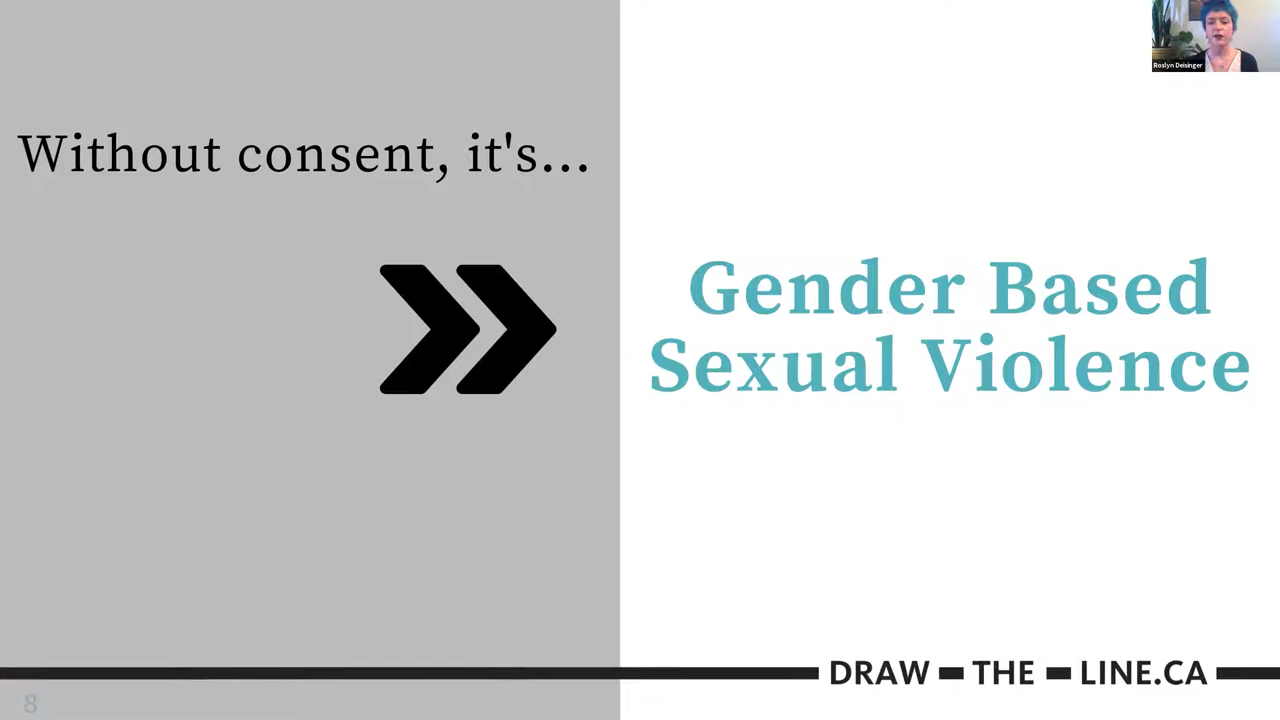 Roslyn Deisinger
Without consent, it's...
Gender Based
Sexual Violence
DRAW THE LINE.CA
8